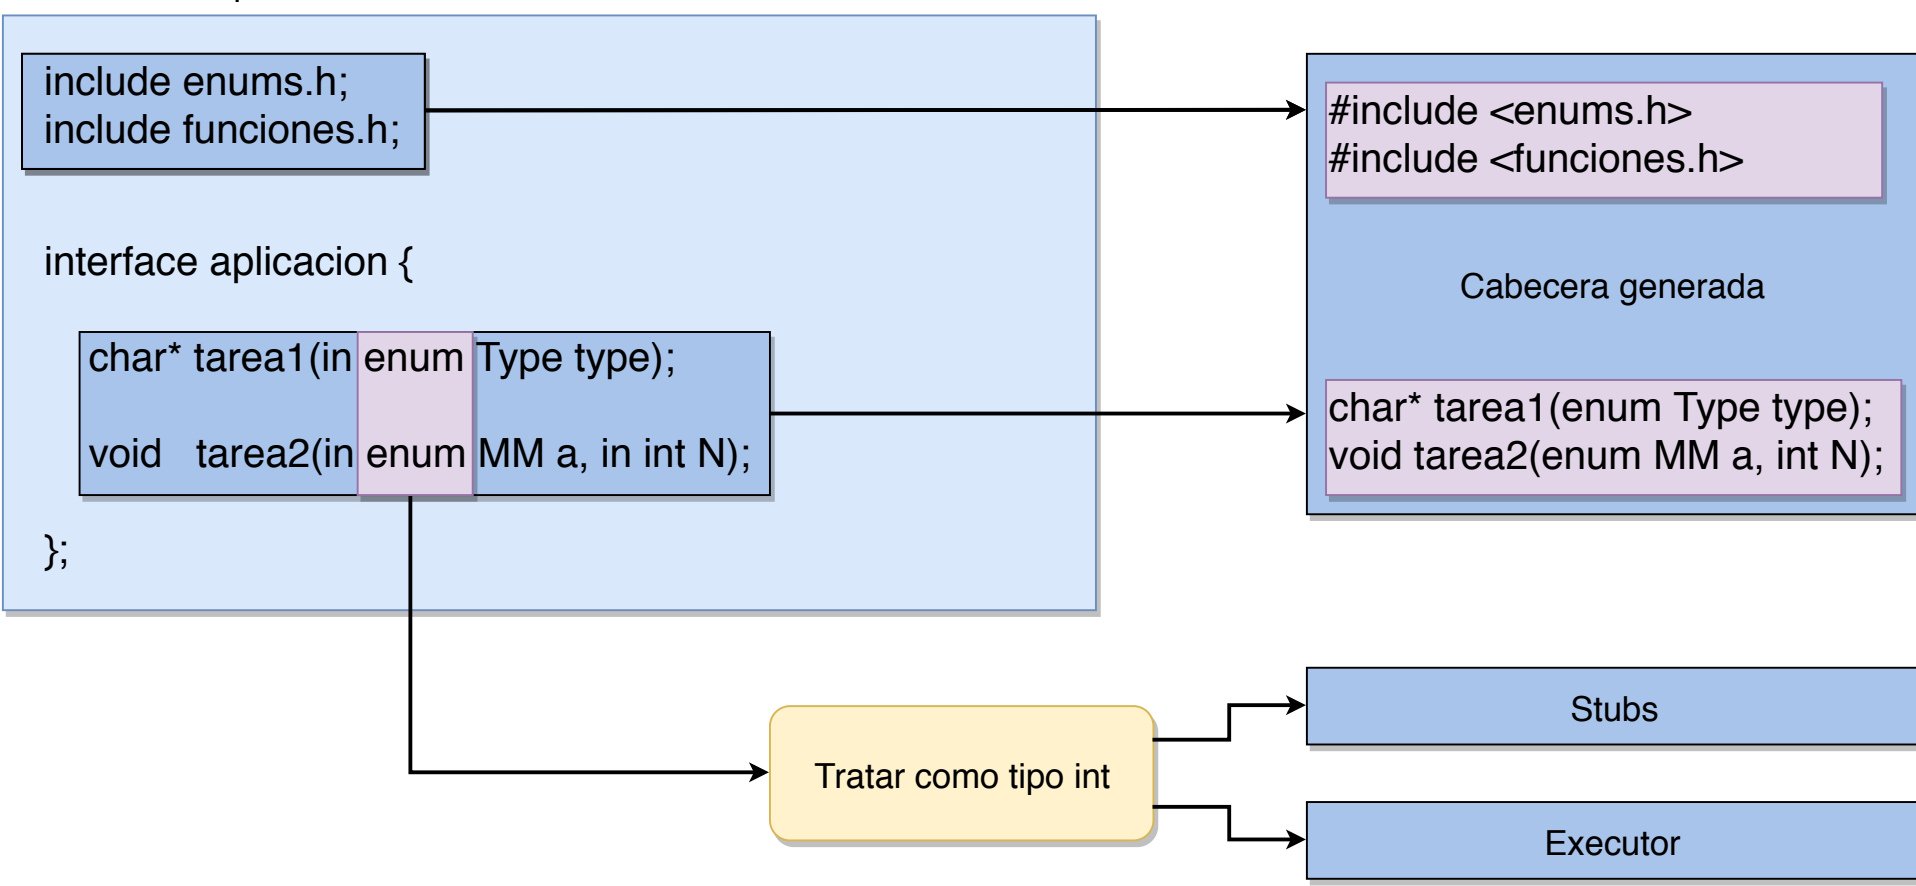 include enums.h;
include funciones.h;
interface aplicacion {
char* tarea1(in enum Type type);
void tarea2(in enum MM a, in int N);
};
#include <enums.h>
#include <funciones.h>
Cabecera generada
char* tarea1(enum Type type);
void tarea2(enum MM a, int N);
Tratar como tipo int
Stubs
Executor